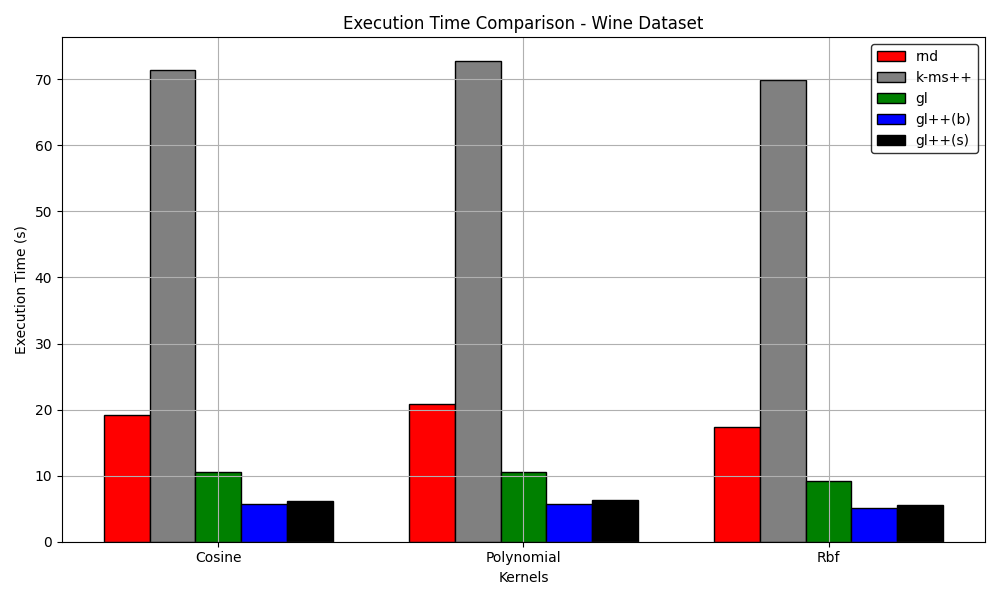 Execution Time Comparison - Wine Dataset
Execution Time (s)
70
60
50
40
30
20
10
0
rnd
k-ms++
gl
gl++(b)
gl++(s)
Cosine
Polynomial
Rbf
Kernels